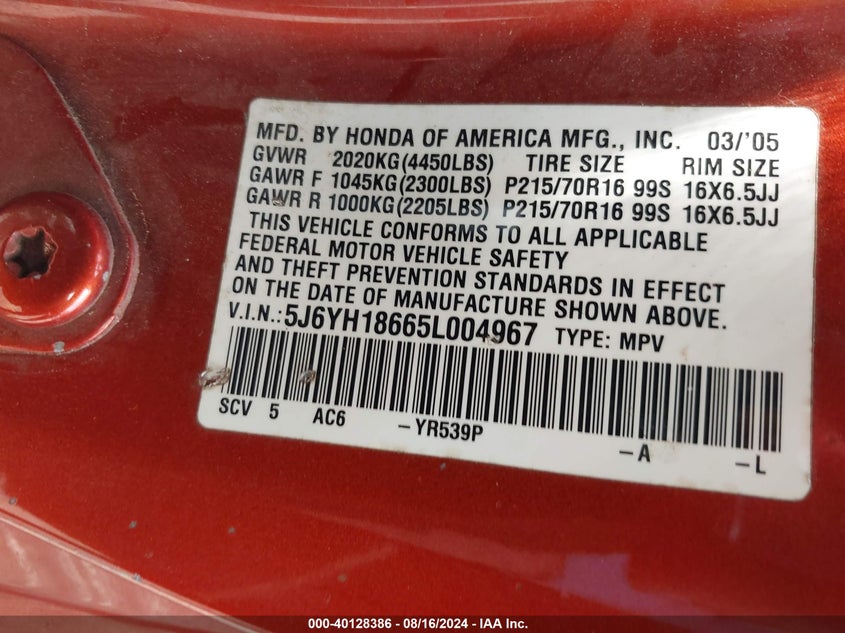 MFD. BY HONDA OF AMERICA MFG., INC. 03/'05
GVWR 2020KG(4450LBS) TIRE SIZE RIM SIZE
GAWR F 1045KG(2300LBS) P215/70R16 99S 16X6.5JJ
GAWR R 1000KG(2205LBS) P215/70R16 99S 16X6.5JJ
THIS VEHICLE CONFORMS TO ALL APPLICABLE
FEDERAL MOTOR VEHICLE SAFETY
AND THEFT PREVENTION STANDARDS IN EFFECT
ON THE DATE OF MANUFACTURE SHOWN ABOVE.
V.I.N.:5J6YH18665L004967 TYPE: MPV
SCV 5 AC6 -YR539P -A -L
000-40128386 - 08/16/2024 - IAA Inc.